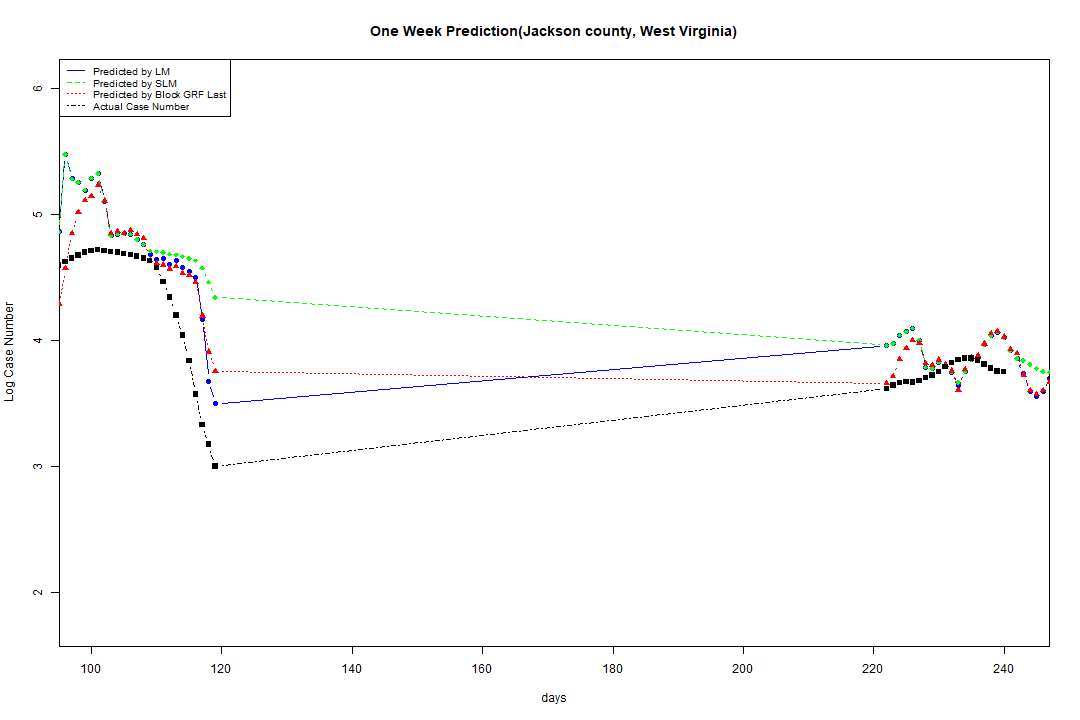 One Week Prediction(Jackson county, West Virginia)
Predicted by LM
Predicted by SLM
Predicted by Block GRF Last
Actual Case Number
6
5
4
3
2
Log Case Number
100 120 140 160 180 200 220 240
days